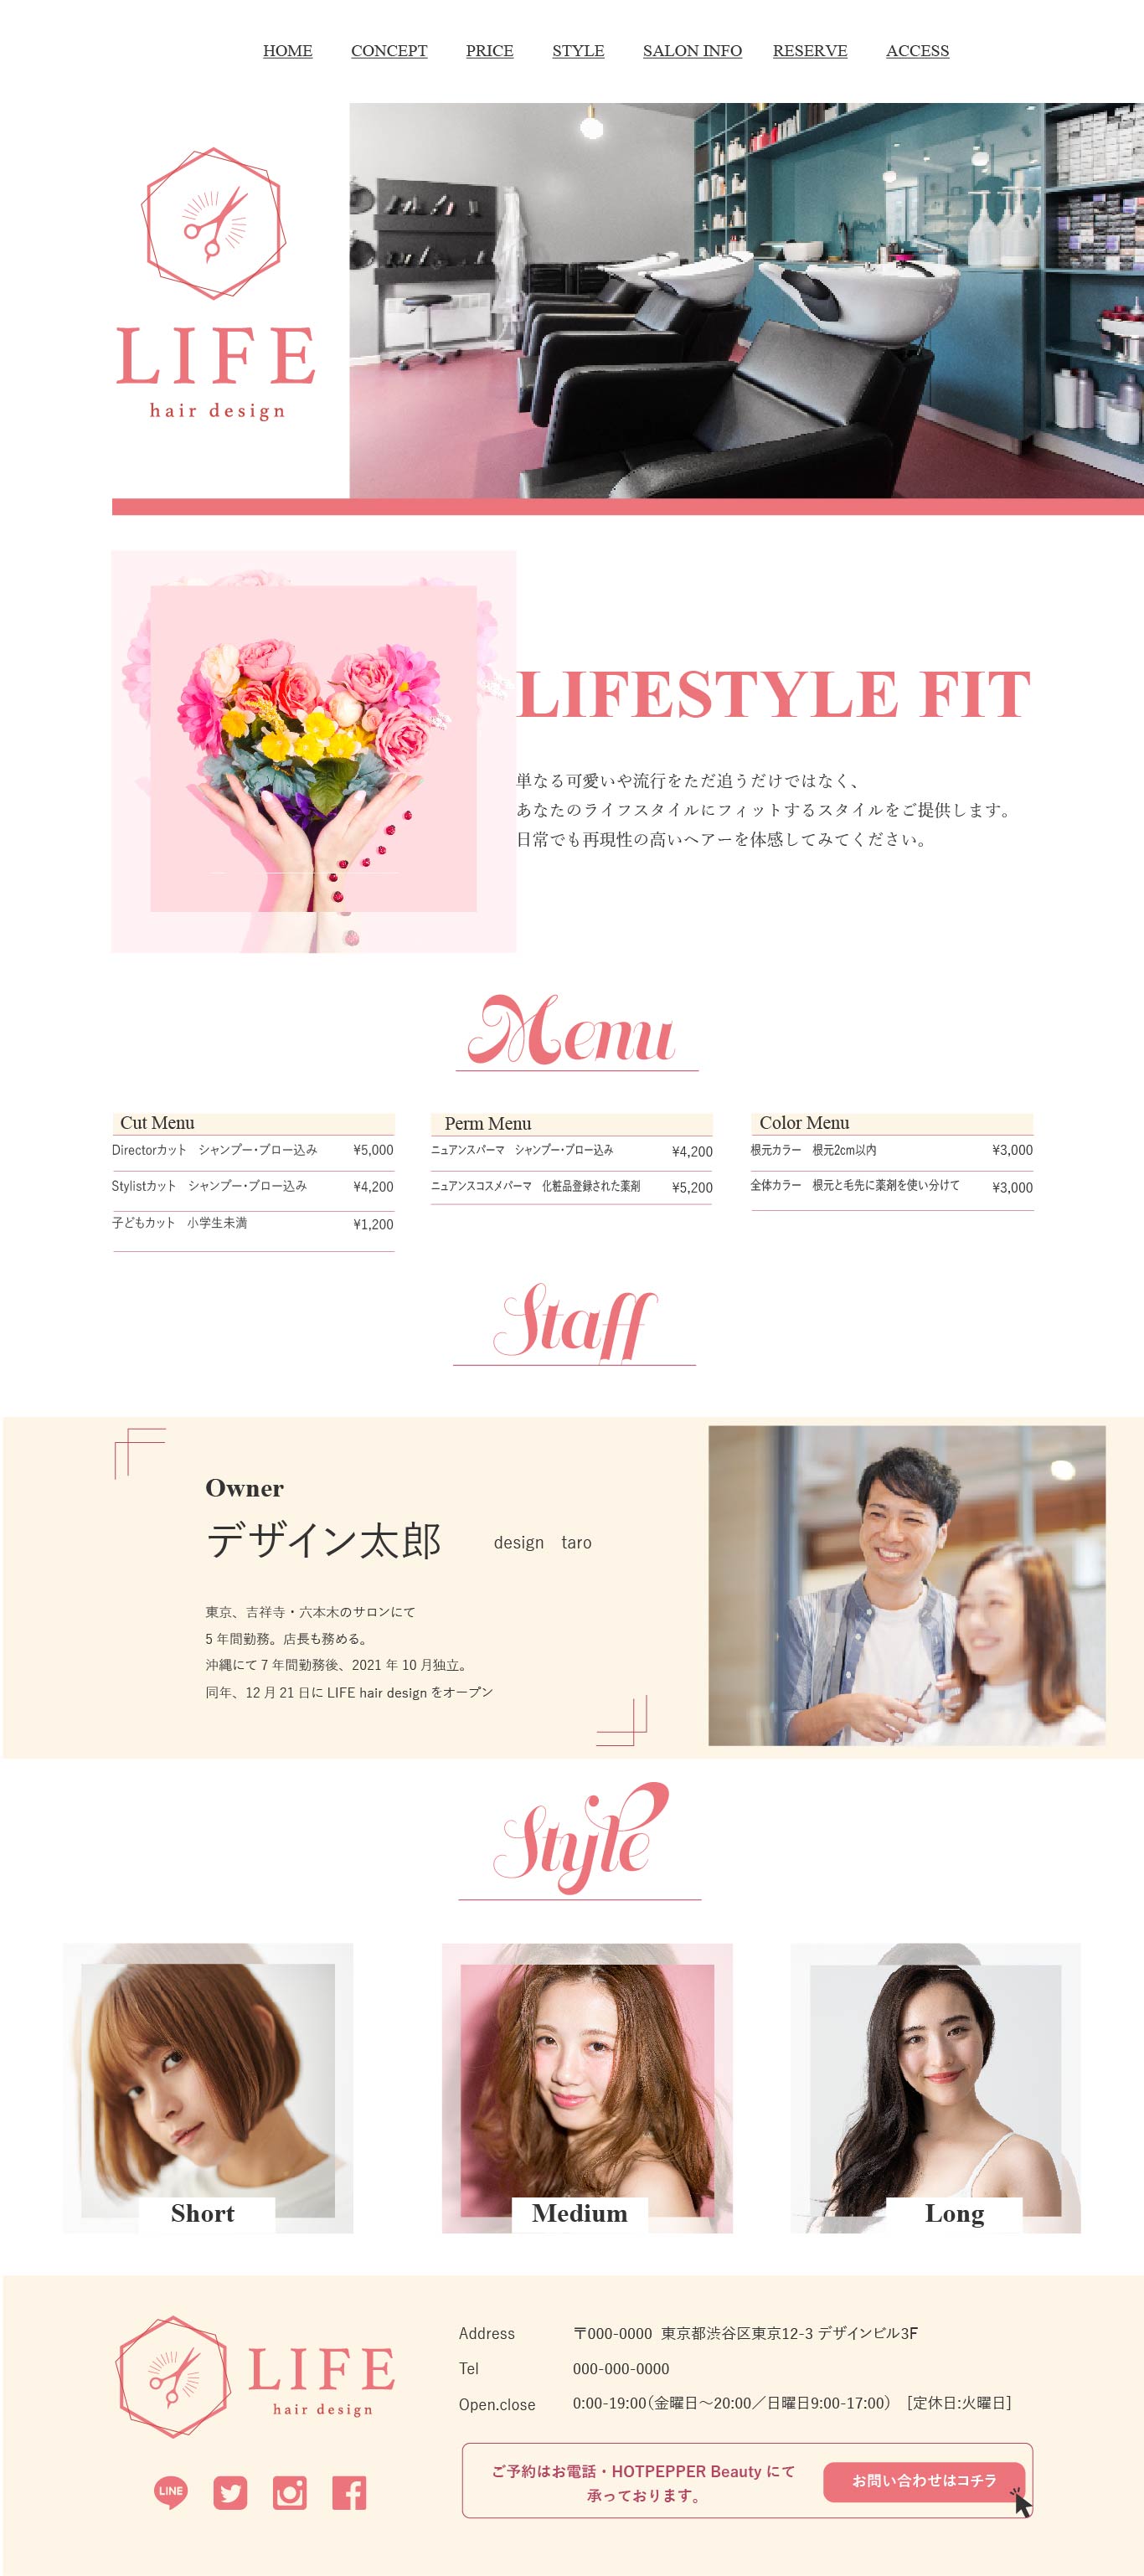 HOME CONCEPT PRICE STYLE SALON INFO RESERVE ACCESS
LIFE
hair design
LIFESTYLE FIT
単なる可愛いや流行をただ追うだけではなく、
あなたのライフスタイルにフィットするスタイルをご提供します。
日常でも再現性の高いヘアーを体感してみてください。
Menu
Cut Menu
Directorカット　シャンプー・ブロー込み ¥5,000
Stylistカット　シャンプー・ブロー込み ¥4,200
子どもカット　小学生未満 ¥1,200
Perm Menu
ニュアンスパーマ　シャンプー・ブロー込み ¥4,200
ニュアンスコスメパーマ　化粧品登録された薬剤 ¥5,200
Color Menu
根元カラー　根元2cm以内 ¥3,000
全体カラー　根元と毛先に薬剤を使い分けて ¥3,000
Staff
Owner
デザイン太郎 design taro
東京、吉祥寺・六本木のサロンにて
5 年間勤務。店長も務める。
沖縄にて 7 年間勤務後、2021 年 10 月独立。
同年、12 月 21 日に LIFE hair design をオープン
Style
Short
Medium
Long
LIFE
hair design
LINE
Address 〒000-0000 東京都渋谷区東京12-3 デザインビル3F
Tel 000-000-0000
Open.close 0:00-19:00（金曜日～20:00／日曜日9:00-17:00） [定休日:火曜日]
ご予約はお電話・HOTPEPPER Beauty にて
承っております。
お問い合わせはコチラ